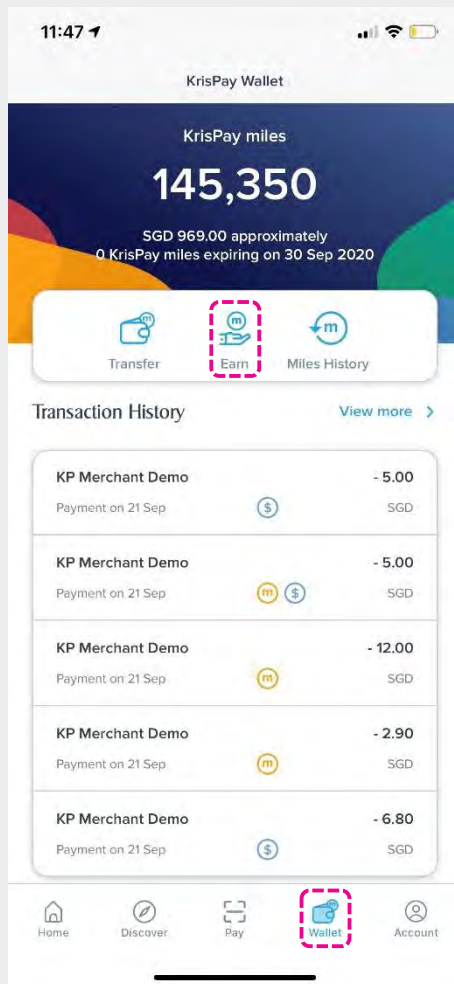 11:47
KrisPay Wallet
KrisPay miles
145,350
SGD 969.00 approximately
0 KrisPay miles expiring on 30 Sep 2020
m
m
m
Transfer
Earn
Miles History
Transaction History
View more >
KP Merchant Demo
- 5.00
Payment on 21 Sep
$
SGD
KP Merchant Demo
- 5.00
Payment on 21 Sep
m $
SGD
KP Merchant Demo
- 12.00
Payment on 21 Sep
m
SGD
KP Merchant Demo
- 2.90
Payment on 21 Sep
m
SGD
KP Merchant Demo
- 6.80
Payment on 21 Sep
$
SGD
Home
Discover
Pay
Wallet
Account